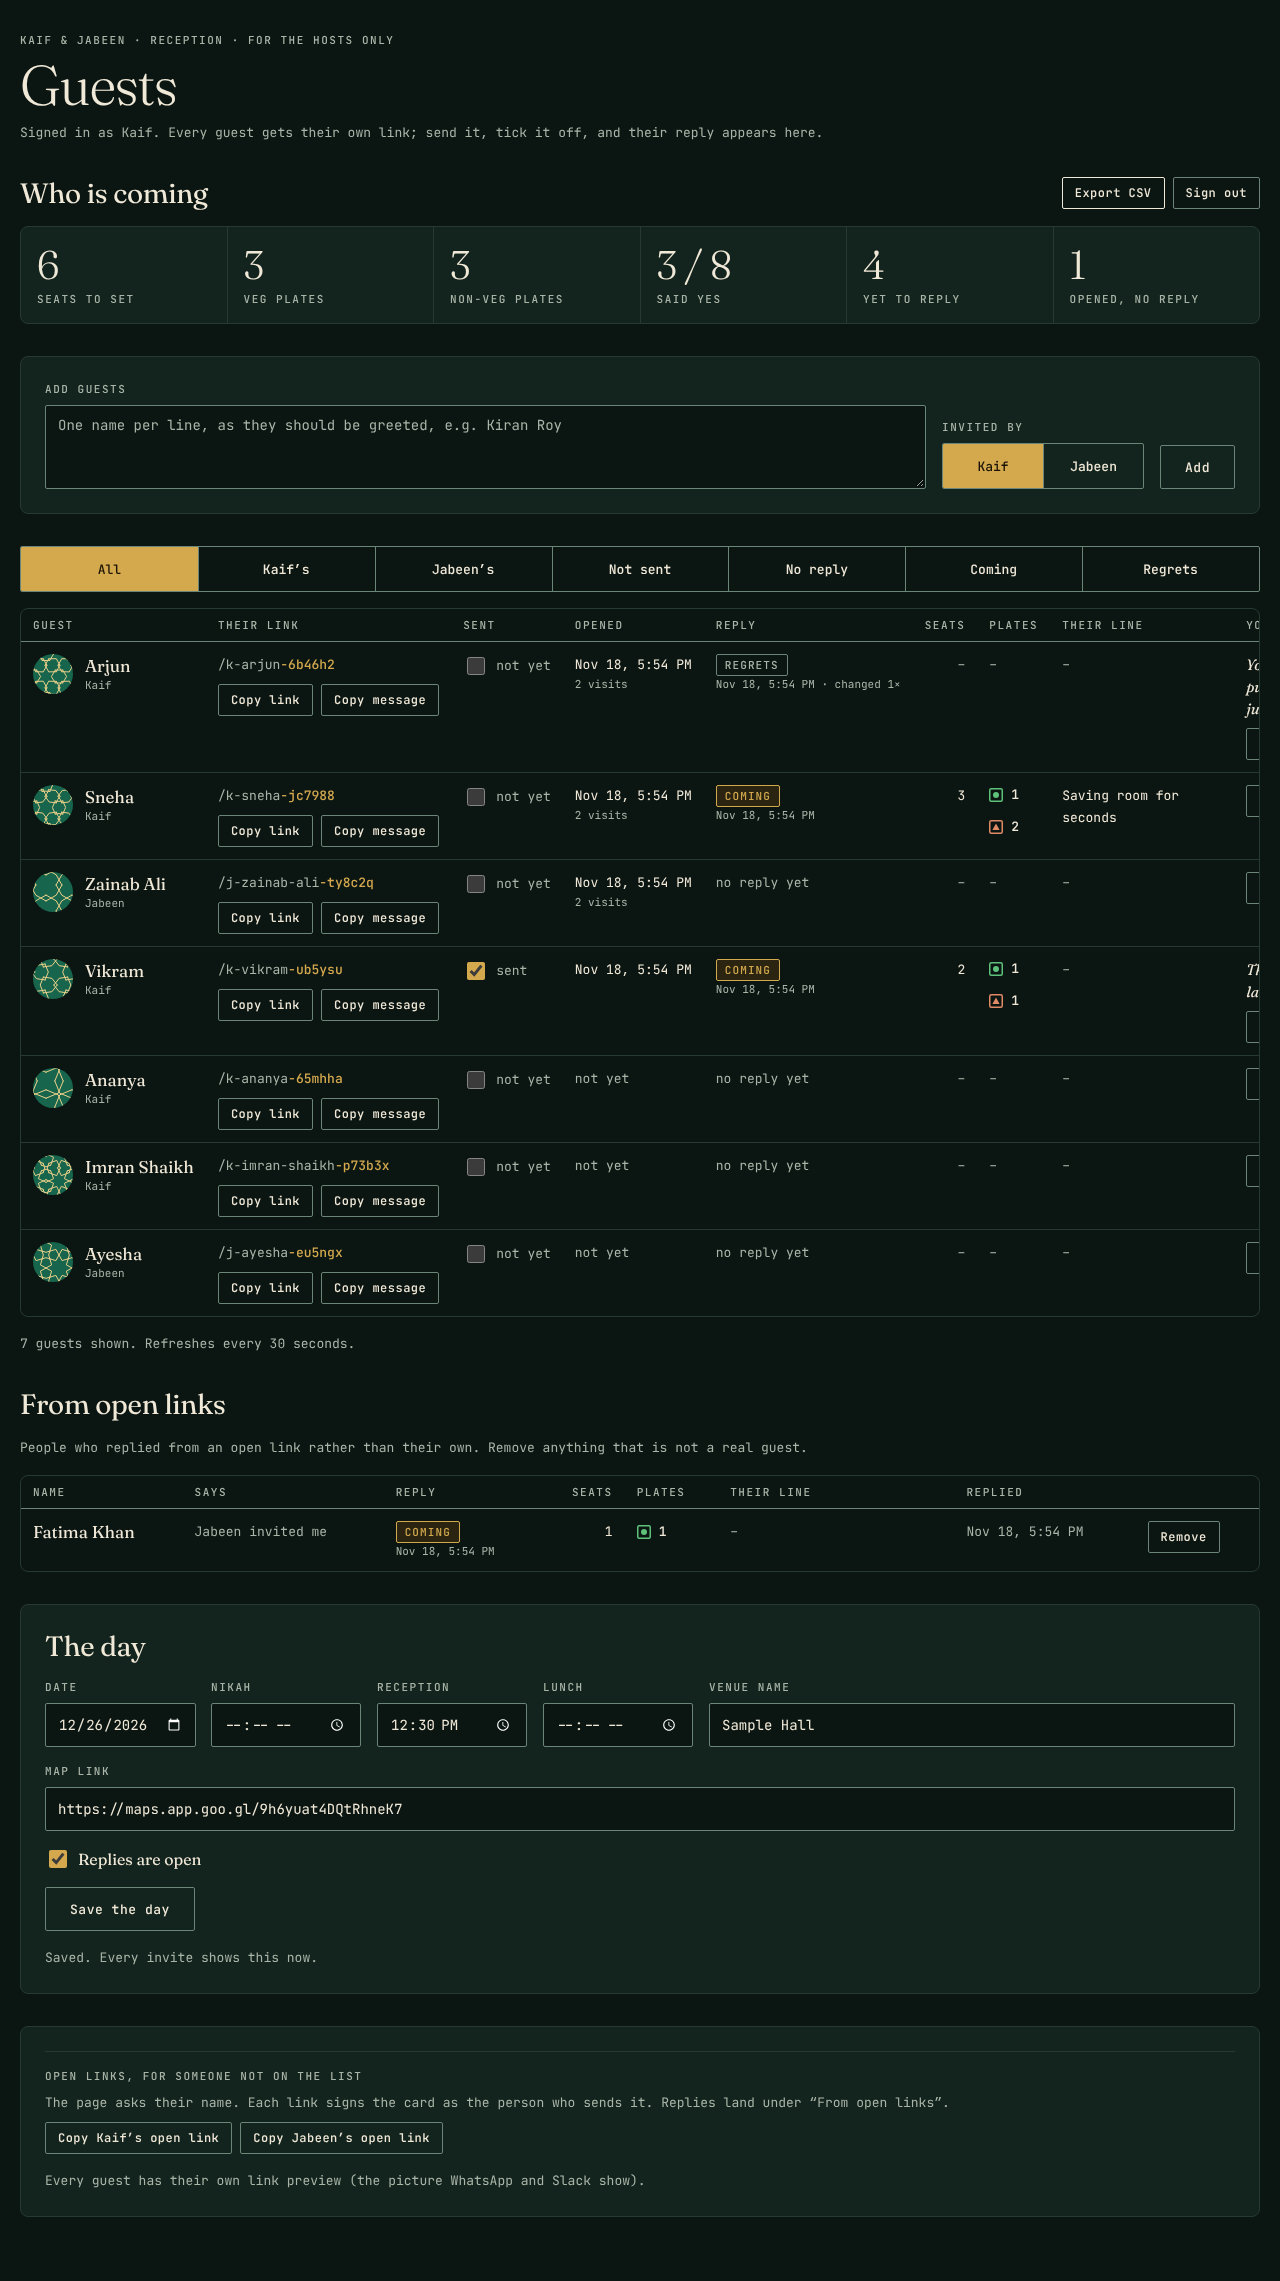 KAIF & JABEEN · RECEPTION · FOR THE HOSTS ONLY
Guests
Signed in as Kaif. Every guest gets their own link; send it, tick it off, and their reply appears here.
Who is coming
Export CSV
Sign out
6
SEATS TO SET
3
VEG PLATES
3
NON-VEG PLATES
3/8
SAID YES
4
YET TO REPLY
1
OPENED, NO REPLY
ADD GUESTS
One name per line, as they should be greeted, e.g. Kiran Roy
INVITED BY
Kaif
Jabeen
Add
All
Kaif’s
Jabeen’s
Not sent
No reply
Coming
Regrets
GUEST THEIR LINK SENT OPENED REPLY SEATS PLATES THEIR LINE
Arjun
Kaif
/k-arjun-6b46h2
Copy link Copy message
not yet
Nov 18, 5:54 PM
2 visits
REGRETS
Nov 18, 5:54 PM · changed 1×
– – –
Sneha
Kaif
/k-sneha-jc7988
Copy link Copy message
not yet
Nov 18, 5:54 PM
2 visits
COMING
Nov 18, 5:54 PM
3
1
2
Saving room for
seconds
Zainab Ali
Jabeen
/j-zainab-ali-ty8c2q
Copy link Copy message
not yet
Nov 18, 5:54 PM
2 visits
no reply yet
– – –
Vikram
Kaif
/k-vikram-ub5ysu
Copy link Copy message
sent
Nov 18, 5:54 PM
COMING
Nov 18, 5:54 PM
2
1
1
–
Ananya
Kaif
/k-ananya-65mhha
Copy link Copy message
not yet
not yet
no reply yet
– – –
Imran Shaikh
Kaif
/k-imran-shaikh-p73b3x
Copy link Copy message
not yet
not yet
no reply yet
– – –
Ayesha
Jabeen
/j-ayesha-eu5ngx
Copy link Copy message
not yet
not yet
no reply yet
– – –
7 guests shown. Refreshes every 30 seconds.
From open links
People who replied from an open link rather than their own. Remove anything that is not a real guest.
NAME SAYS REPLY SEATS PLATES THEIR LINE REPLIED
Fatima Khan
Jabeen invited me
COMING
Nov 18, 5:54 PM
1
1
–
Nov 18, 5:54 PM
Remove
The day
DATE NIKAH RECEPTION LUNCH VENUE NAME
12/26/2026 --:-- -- 12:30 PM --:-- -- Sample Hall
MAP LINK
https://maps.app.goo.gl/9h6yuat4DQtRhneK7
Replies are open
Save the day
Saved. Every invite shows this now.
OPEN LINKS, FOR SOMEONE NOT ON THE LIST
The page asks their name. Each link signs the card as the person who sends it. Replies land under “From open links”.
Copy Kaif’s open link
Copy Jabeen’s open link
Every guest has their own link preview (the picture WhatsApp and Slack show).